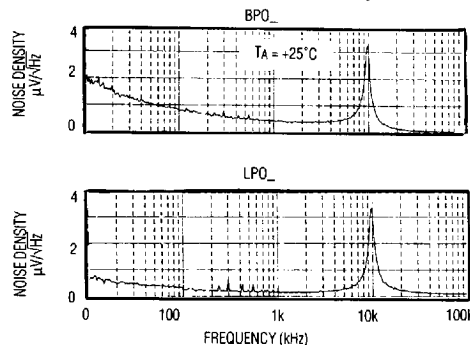 BPO_
TA = +25°C
NOISE DENSITY
µV/√Hz
4
2
0
LPO_
NOISE DENSITY
µV/√Hz
4
2
0
0 100 1k 10k 100k
FREQUENCY (kHz)